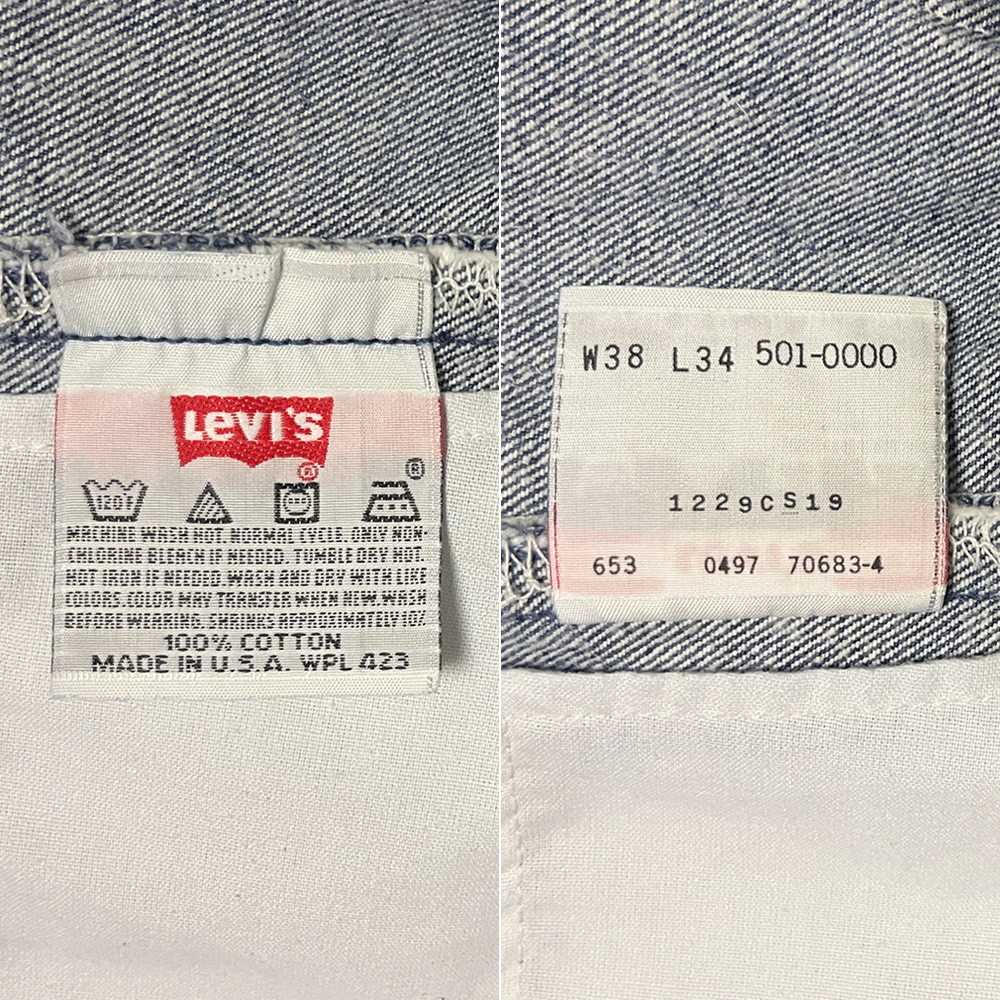 LEVI'S
®
®
120F
MACHINE WASH HOT. NORMAL CYCLE. ONLY NON-
CHLORINE BLEACH IF NEEDED. TUMBLE DRY HOT.
HOT IRON IF NEEDED. WASH AND DRY WITH LIKE
COLORS. COLOR MAY TRANSFER WHEN NEW. WASH
BEFORE WEARING. SHRINKS APPROXIMATELY
100% COTTON
MADE IN U.S.A. WPL 423
W38 L34 501-0000
1229CS19
653 0497 70683-4